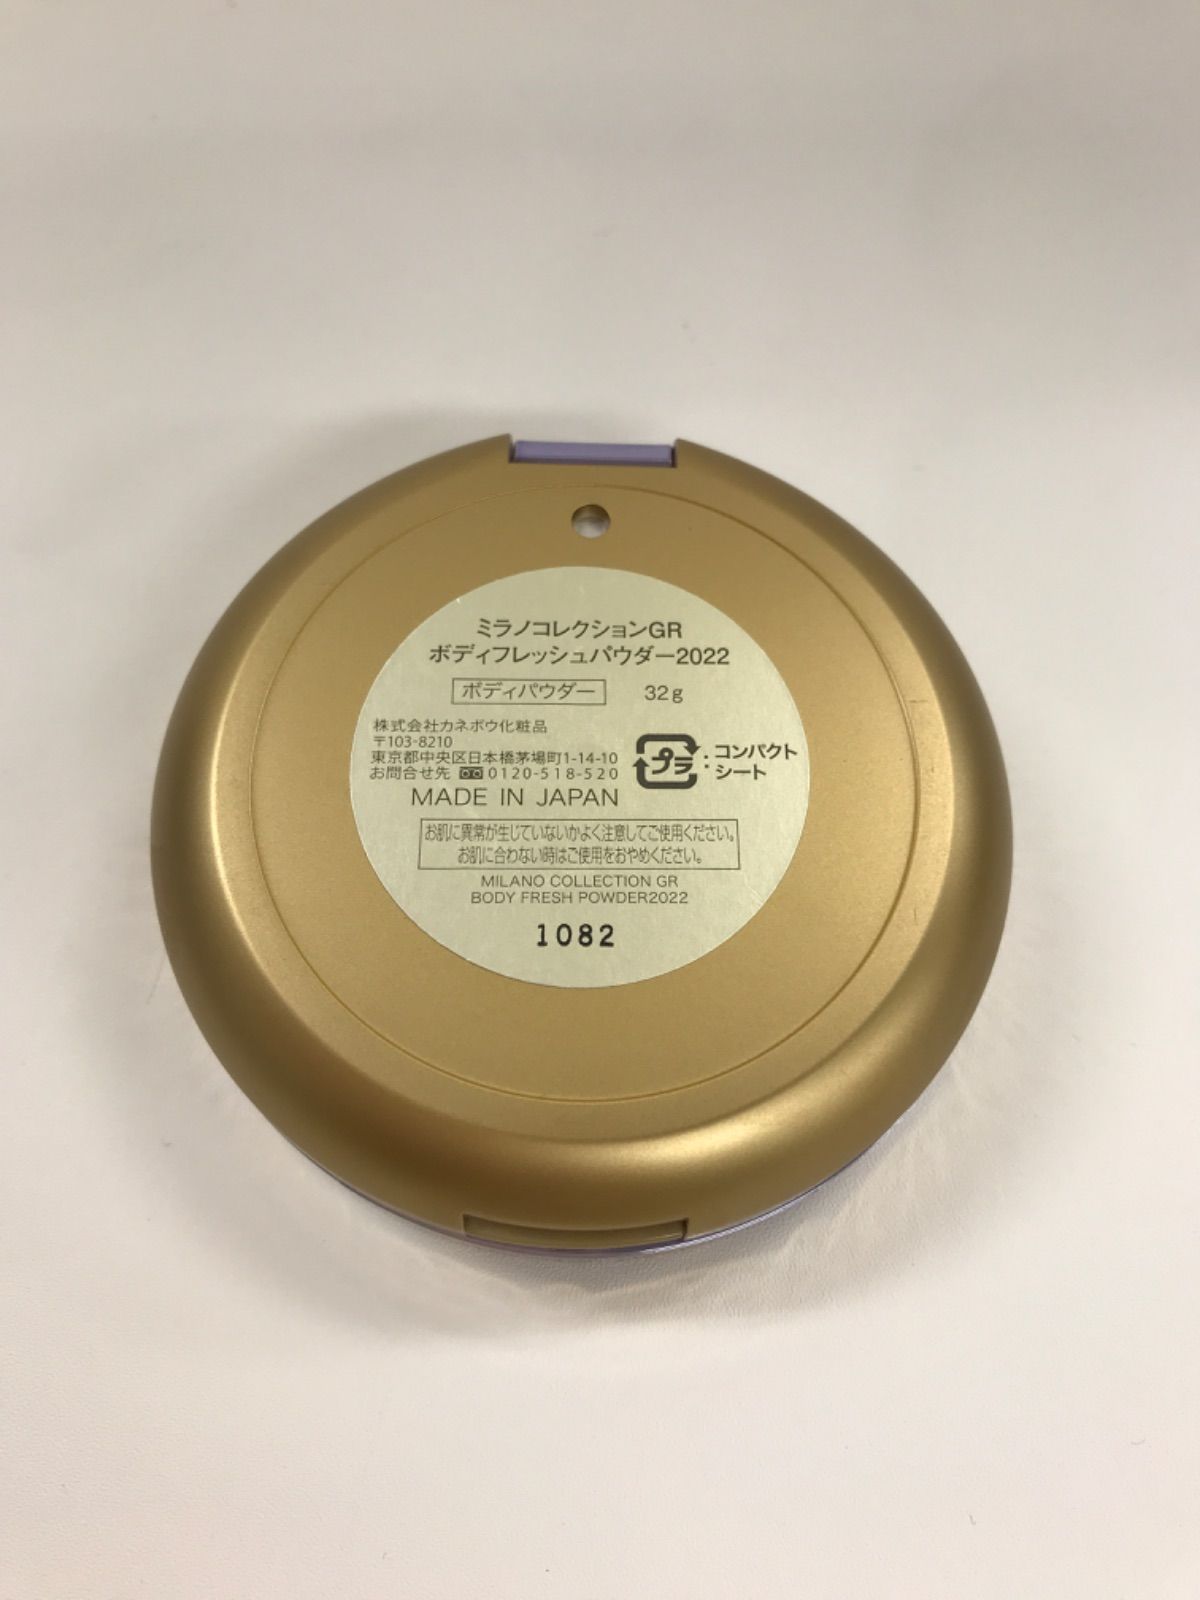 ミラノコレクションGR
ボディフレッシュパウダー2022
ボディパウダー 32g
株式会社カネボウ化粧品
〒103-8210
東京都中央区日本橋茅場町1-14-10
お問合せ先 0120-518-520
プラ : コンパクト
シート
MADE IN JAPAN
お肌に異常が生じていないかよく注意してご使用ください。
お肌に合わない時はご使用をおやめください。
MILANO COLLECTION GR
BODY FRESH POWDER2022
1082